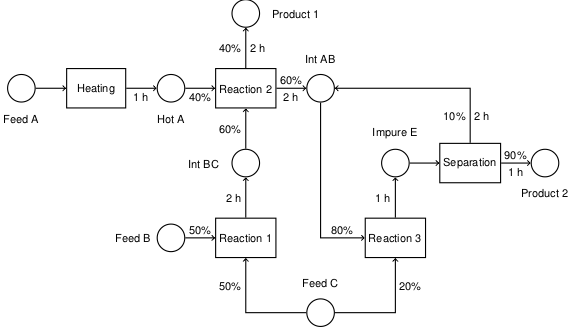 Product 1
40% 2 h
Int AB
Heating
Reaction 2
60%
2 h
1 h
40%
10% 2 h
Feed A
Hot A
60%
Impure E
Int BC
Separation
90%
1 h
2 h
1 h
Product 2
Feed B
50%
Reaction 1
80%
Reaction 3
50%
Feed C
20%